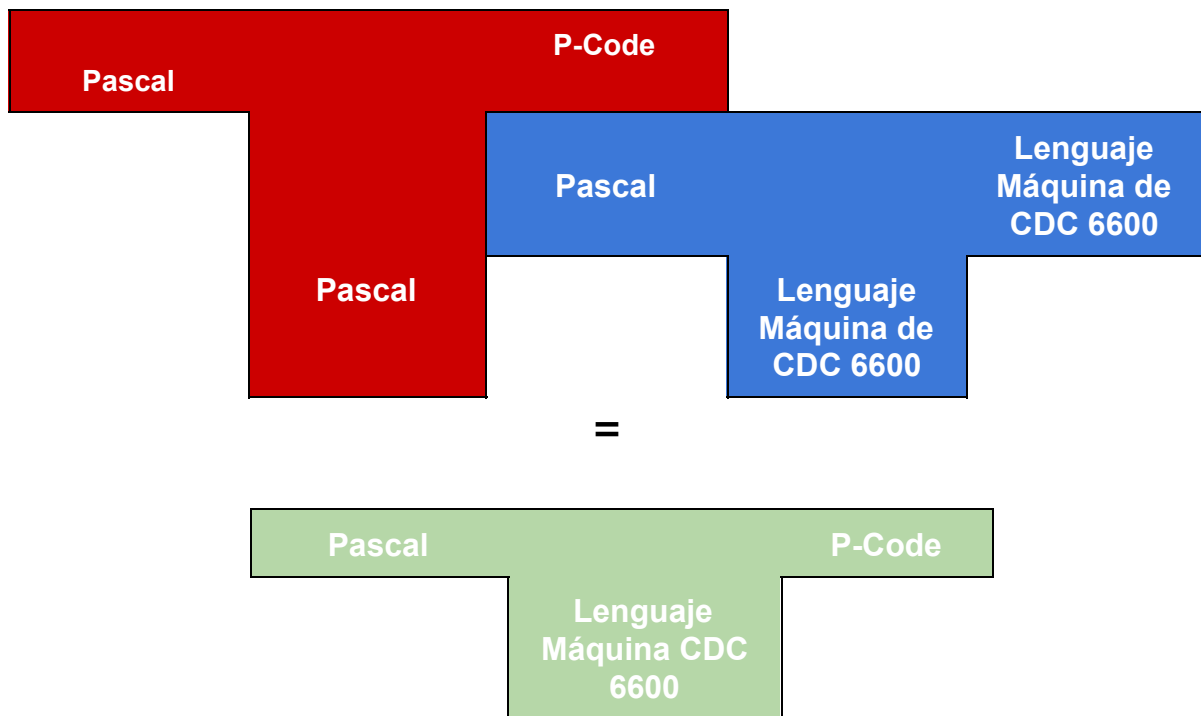 P-Code
Pascal
Pascal
Lenguaje
Máquina de
CDC 6600
Pascal
Lenguaje
Máquina de
CDC 6600
=
Pascal
P-Code
Lenguaje
Máquina CDC
6600